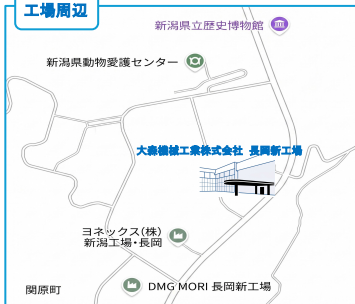 工場周辺
新潟県立歴史博物館
新潟県動物愛護センター
大森機械工業株式会社 長岡新工場
ヨネックス(株)
新潟工場・長岡
関原町
DMG MORI 長岡新工場